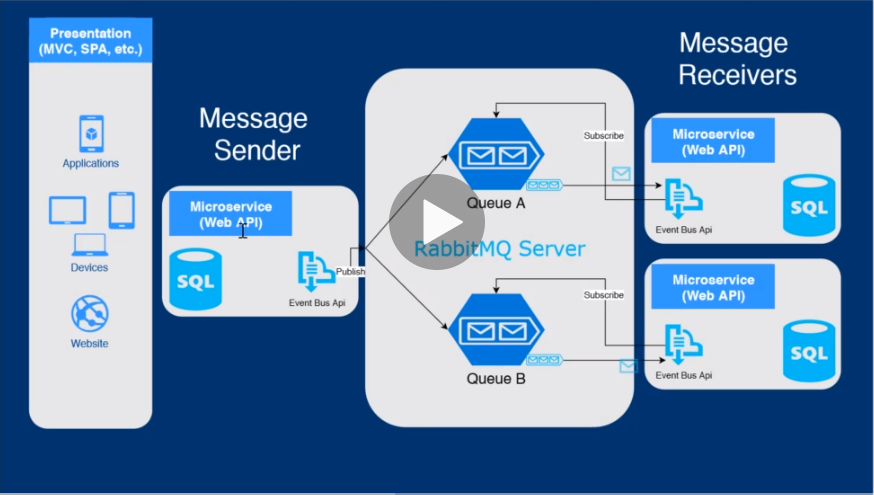 Presentation
(MVC, SPA, etc.)
Applications
Devices
Website
Message
Sender
Microservice
(Web API)
SQL
Event Bus Api
Publish
Queue A
RabbitMQ Server
Queue B
Subscribe
Subscribe
Message
Receivers
Microservice
(Web API)
Event Bus Api
SQL
Microservice
(Web API)
Event Bus Api
SQL